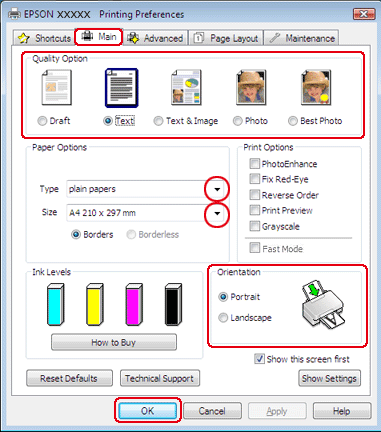 EPSON XXXXX Printing Preferences
Shortcuts Main Advanced 1 Page Layout Maintenance
Quality Option
Draft Text Text & Image Photo Best Photo
Paper Options
Type plain papers
Size A4 210 x 297 mm
Borders Borderless
Print Options
PhotoEnhance
Fix Red-Eye
Reverse Order
Print Preview
Grayscale
Fast Mode
Ink Levels
How to Buy
Orientation
Portrait
Landscape
Show this screen first
Reset Defaults Technical Support Show Settings
OK Cancel Apply Help